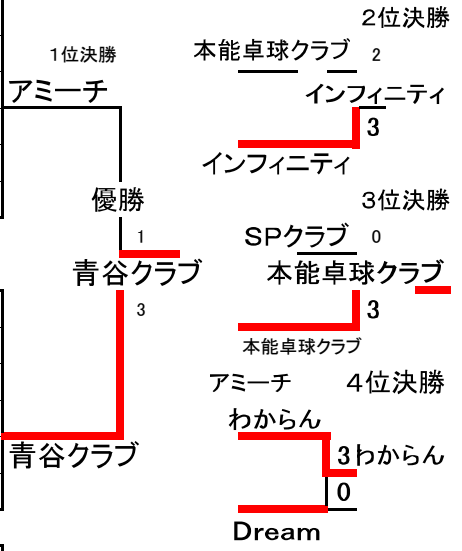 ２位決勝
１位決勝
本能卓球クラブ 2
アミーチ
インフィニティ
3
インフィニティ
優勝
３位決勝
1
ＳＰクラブ 0
青谷クラブ
本能卓球クラブ
3
3
本能卓球クラブ
アミーチ ４位決勝
わからん
青谷クラブ
3 わからん
0
Dream